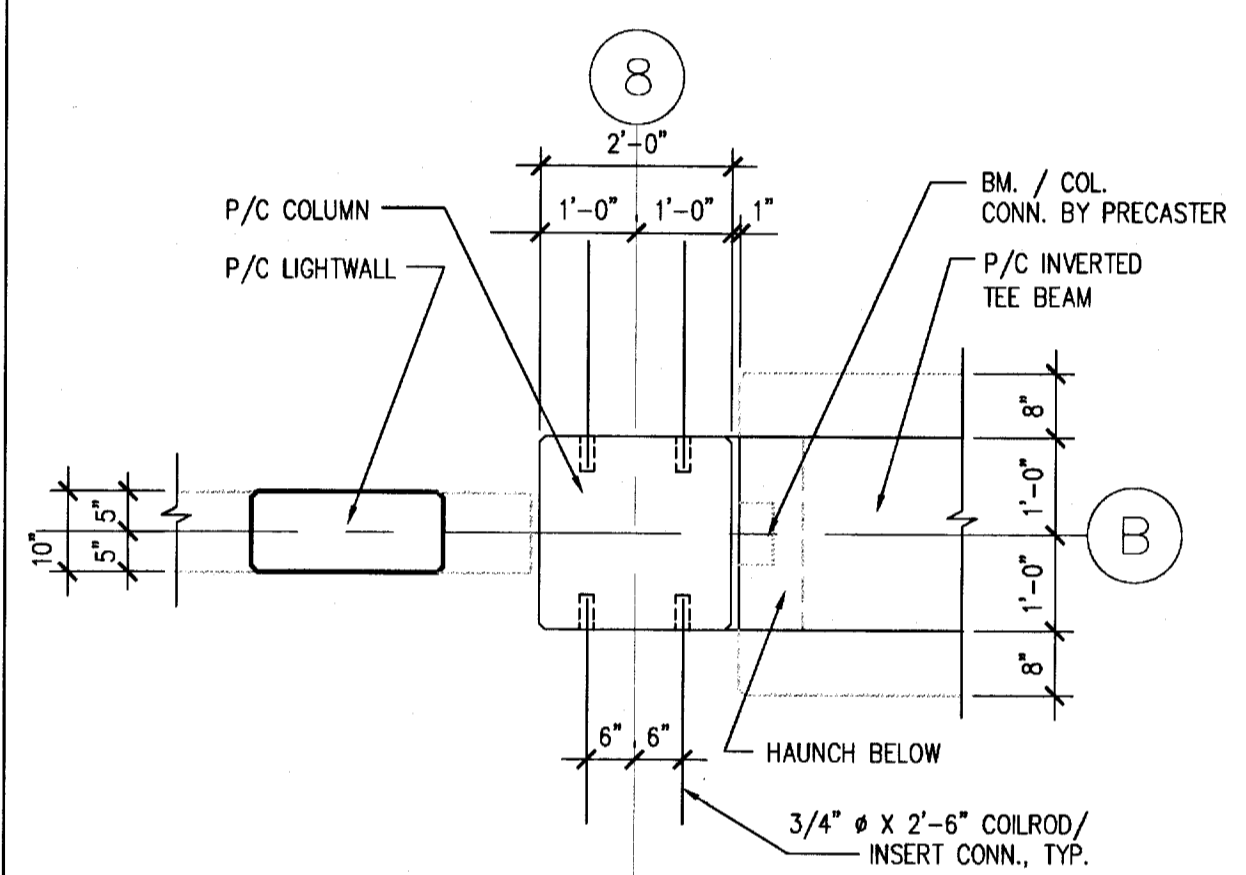 8
2'-0"
1'-0" 1'-0" 1"
P/C COLUMN
P/C LIGHTWALL
BM. / COL.
CONN. BY PRECASTER
P/C INVERTED
TEE BEAM
8"
1'-0"
1'-0"
8"
B
10"
5"
5"
6" 6"
HAUNCH BELOW
3/4" ø X 2'-6" COILROD/
INSERT CONN., TYP.